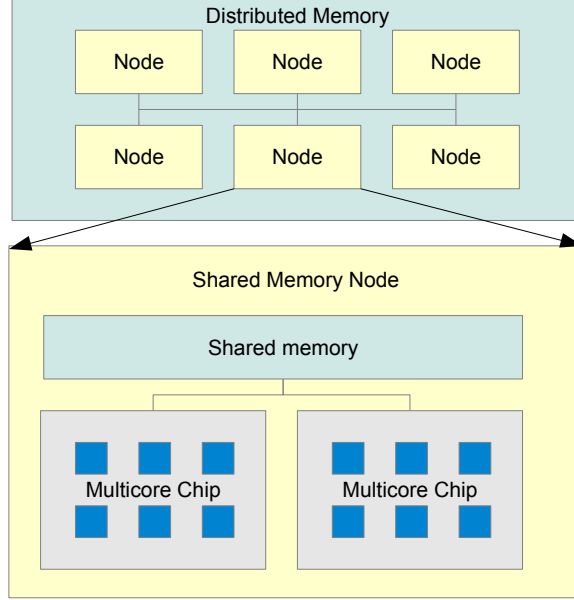 Distributed Memory
Node Node Node
Node Node Node
Shared Memory Node
Shared memory
Multicore Chip Multicore Chip